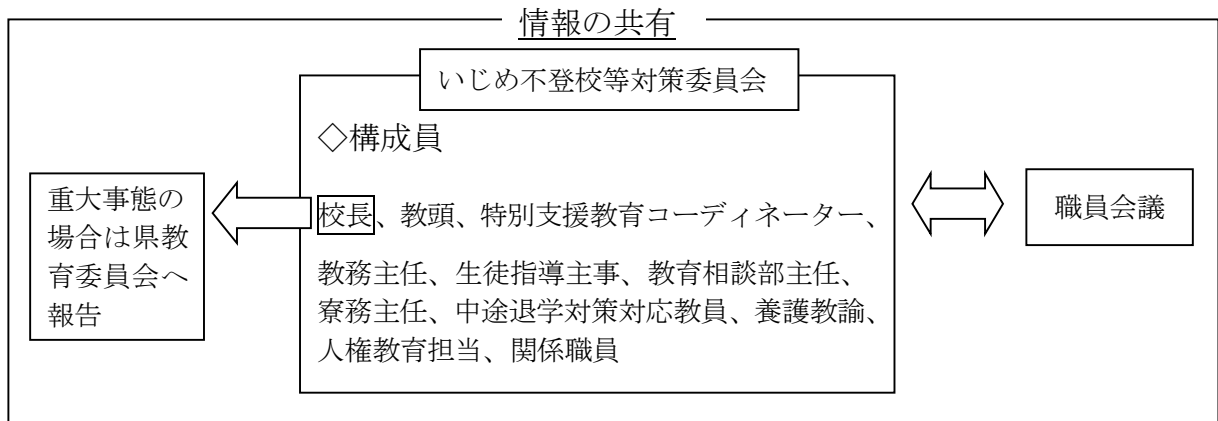 情報の共有
いじめ不登校等対策委員会
◇構成員
重大事態の
場合は県教
育委員会へ
報告
校長、教頭、特別支援教育コーディネーター、
教務主任、生徒指導主事、教育相談部主任、
寮務主任、中途退学対策対応教員、養護教諭、
人権教育担当、関係職員
職員会議